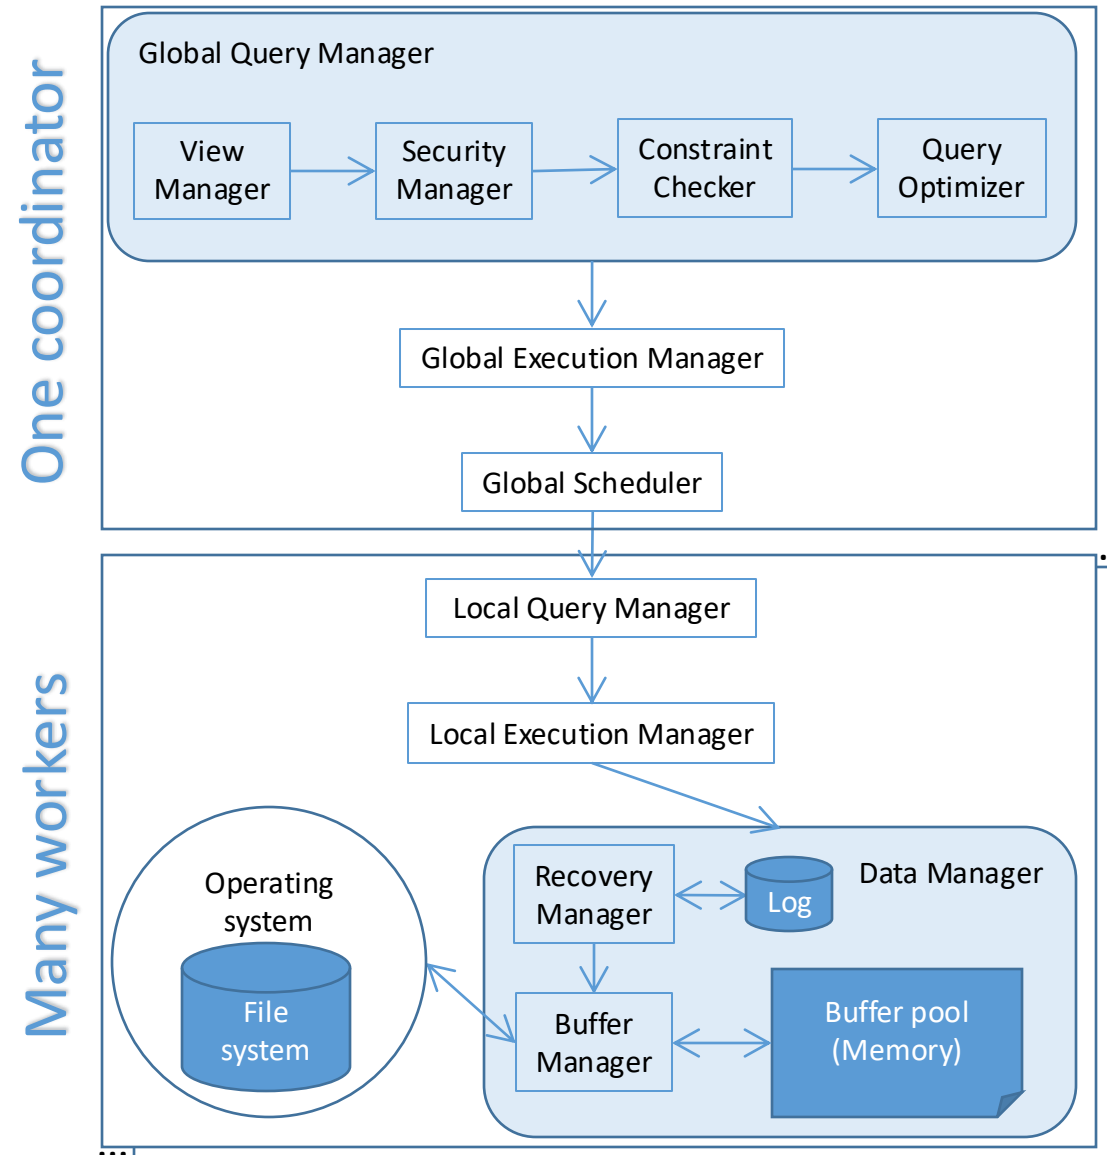 One coordinator
Global Query Manager
View
Manager
Security
Manager
Constraint
Checker
Query
Optimizer
Global Execution Manager
Global Scheduler
...
Many workers
Local Query Manager
Local Execution Manager
Operating
system
File
system
Data Manager
Recovery
Manager
Log
Buffer
Manager
Buffer pool
(Memory)
...